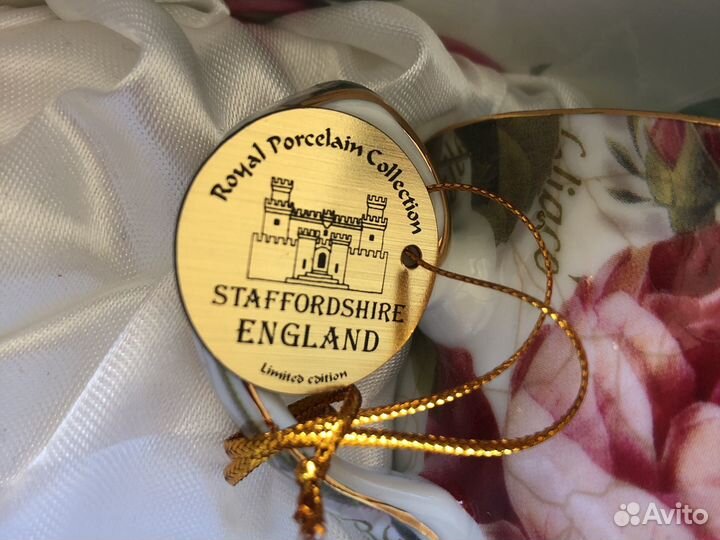 Royal Porcelain Collection
STAFFORDSHIRE
ENGLAND
Limited edition
Avito